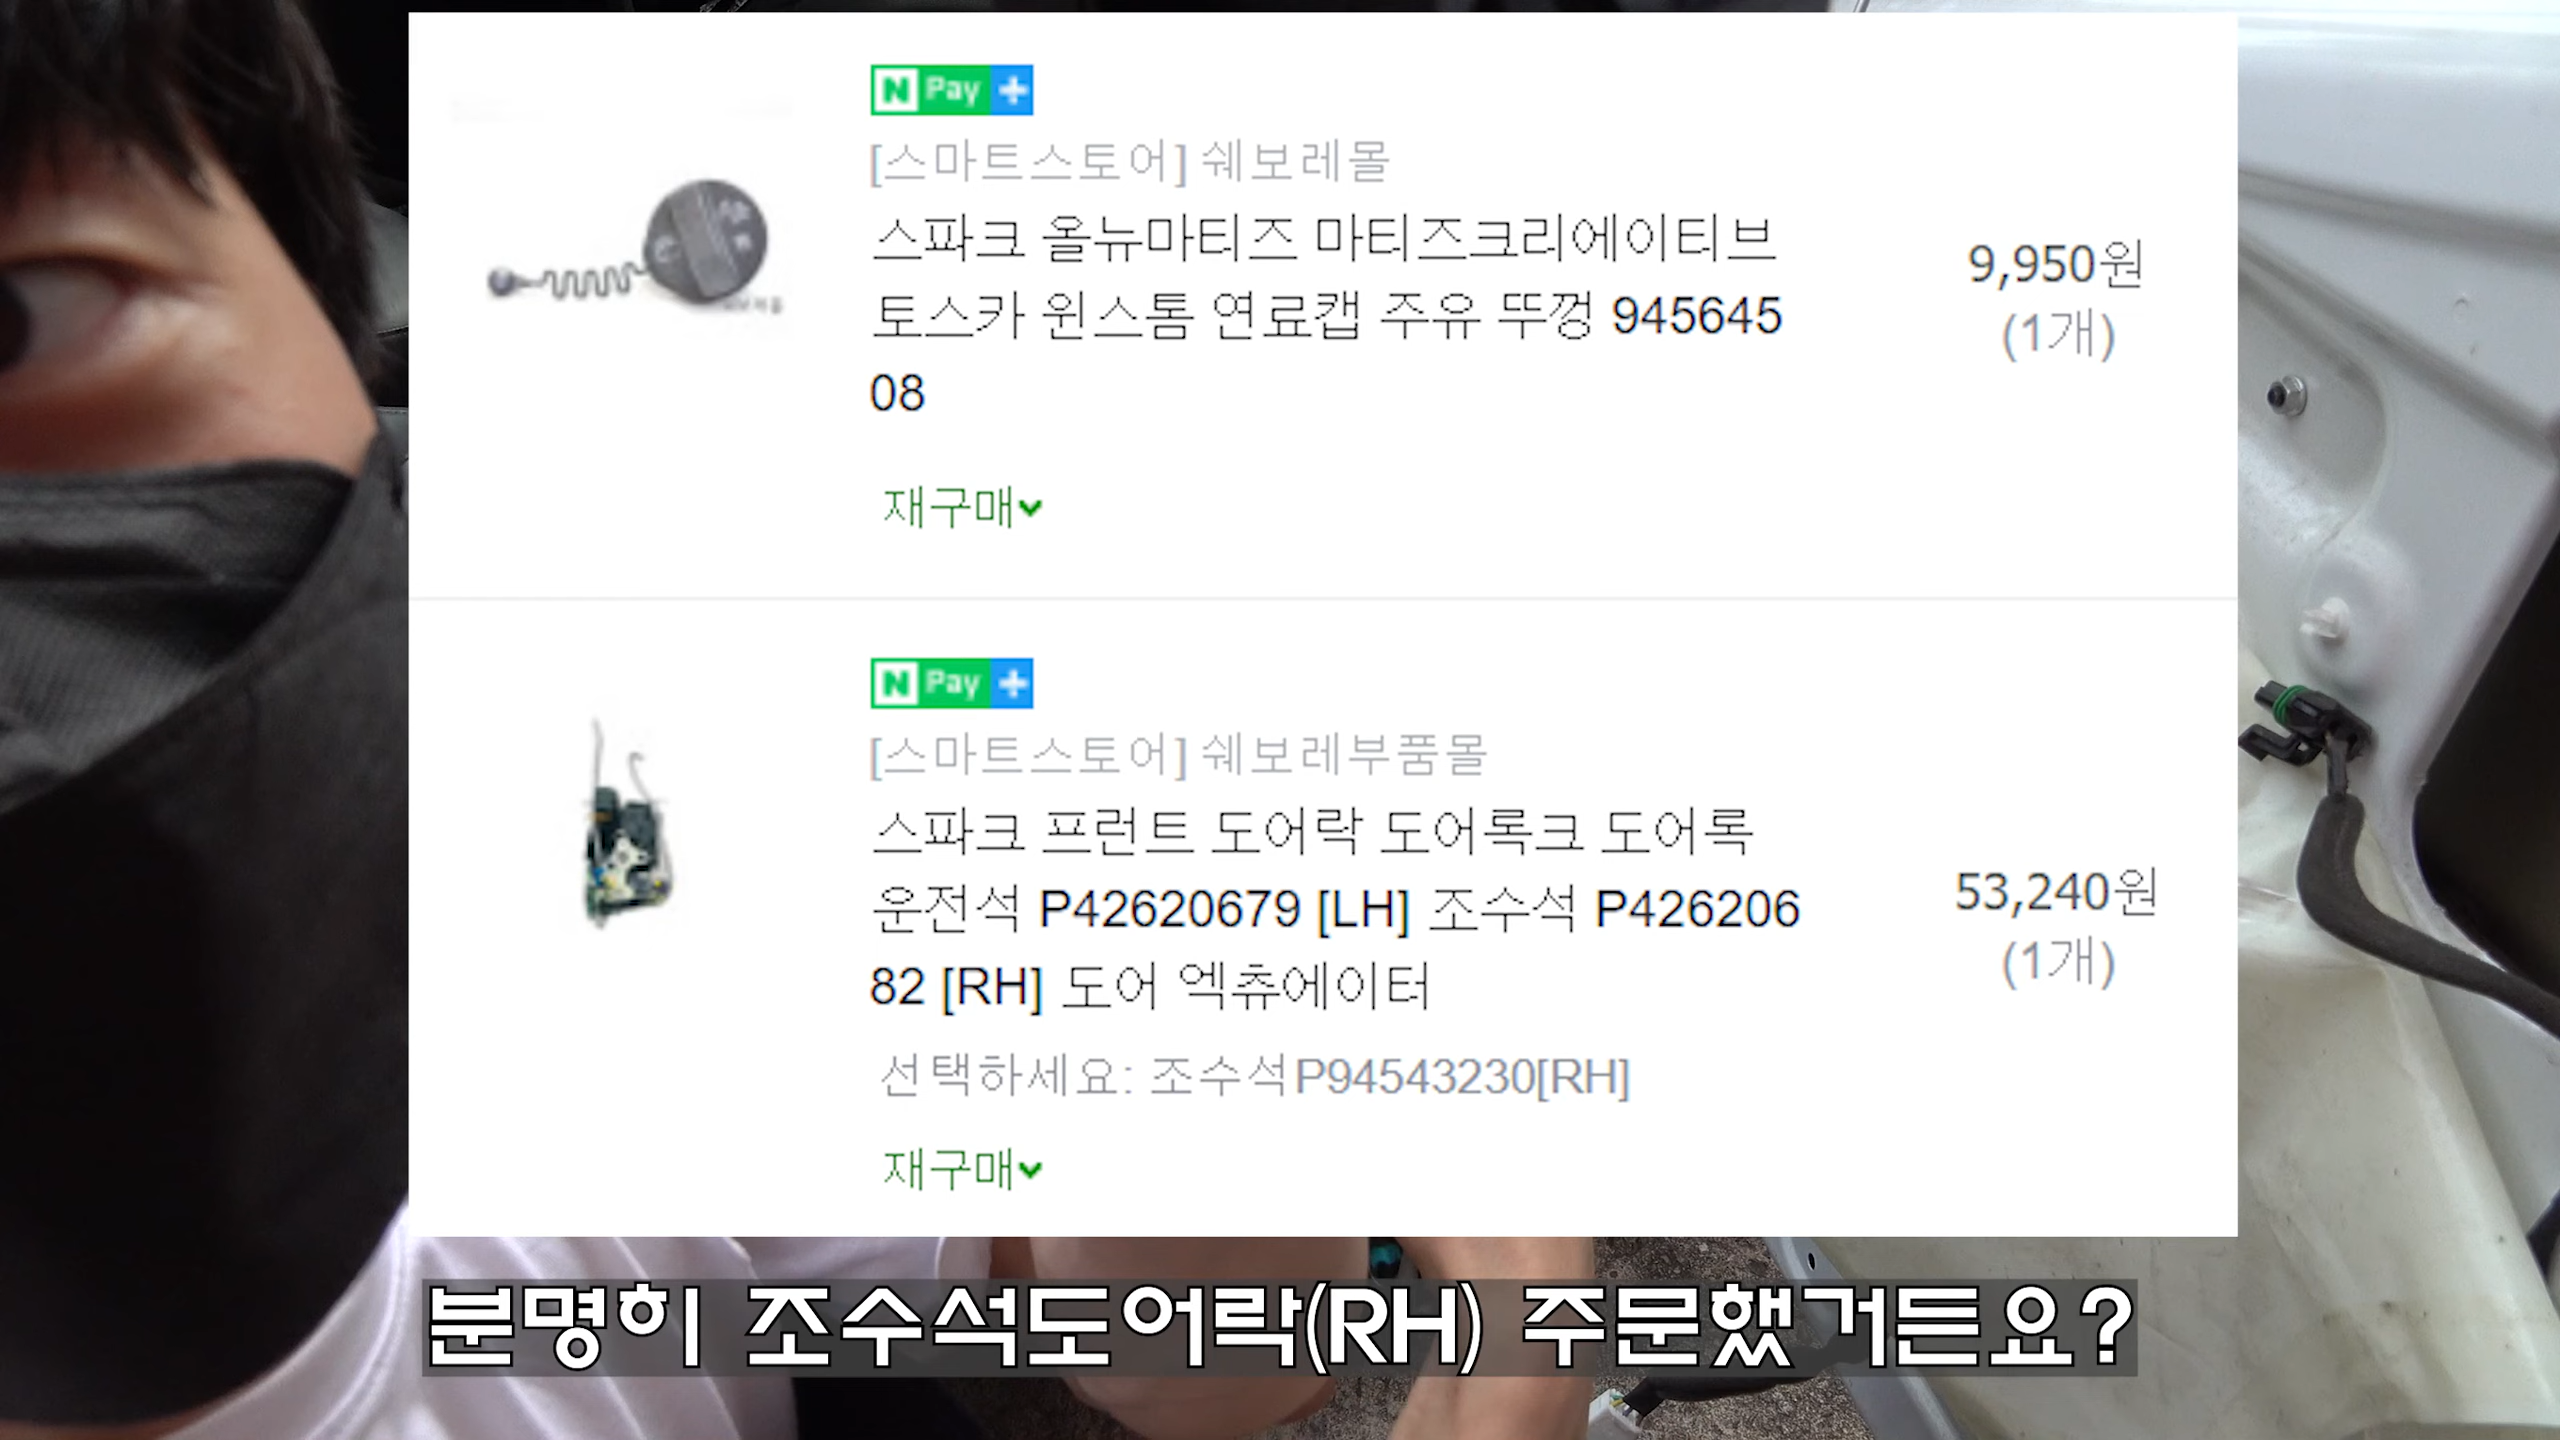 N Pay +
[스마트스토어] 쉐보레몰
스파크 올뉴마티즈 마티즈크리에이티브
토스카 윈스톰 연료캡 주유 뚜껑 945645
08
9,950원
(1개)
재구매
N Pay +
[스마트스토어] 쉐보레부품몰
스파크 프런트 도어락 도어록크 도어록
운전석 P42620679 [LH] 조수석 P426206
82 [RH] 도어 엑츄에이터
53,240원
(1개)
선택하세요: 조수석P94543230[RH]
재구매
분명히 조수석도어락(RH) 주문했거든요?